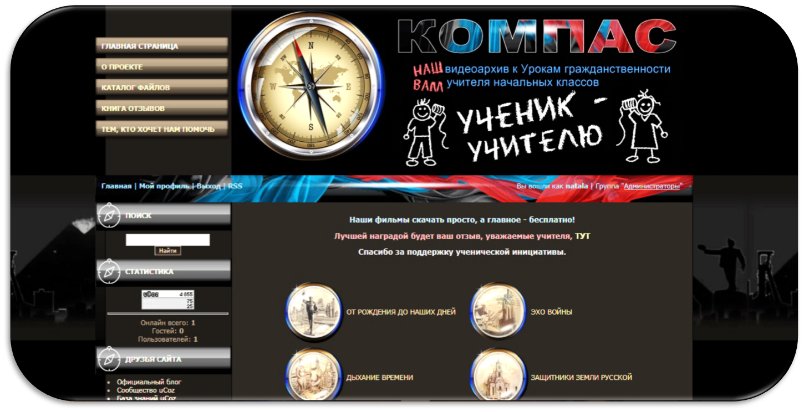 КОМПАС
НАШ видеоархив к Урокам гражданственности
ВАМ учителя начальных классов
УЧЕНИК -
УЧИТЕЛЮ
ГЛАВНАЯ СТРАНИЦА
О ПРОЕКТЕ
КАТАЛОГ ФАЙЛОВ
КНИГА ОТЗЫВОВ
ТЕМ, КТО ХОЧЕТ НАМ ПОМОЧЬ
N
W
E
S
Главная | Мой профиль | Выход | RSS
Вы вошли как natala | Группа "Администраторы"
ПОИСК
Найти
СТАТИСТИКА
uCoz
Онлайн всего: 1
Гостей: 0
Пользователей: 1
ДРУЗЬЯ САЙТА
Официальный блог
Сообщество uCoz
База знаний uCoz
Наши фильмы скачать просто, а главное - бесплатно!
Лучшей наградой будет ваш отзыв, уважаемые учителя, ТУТ
Спасибо за поддержку ученической инициативы.
ОТ РОЖДЕНИЯ ДО НАШИХ ДНЕЙ
ЭХО ВОЙНЫ
ДЫХАНИЕ ВРЕМЕНИ
ЗАЩИТНИКИ ЗЕМЛИ РУССКОЙ